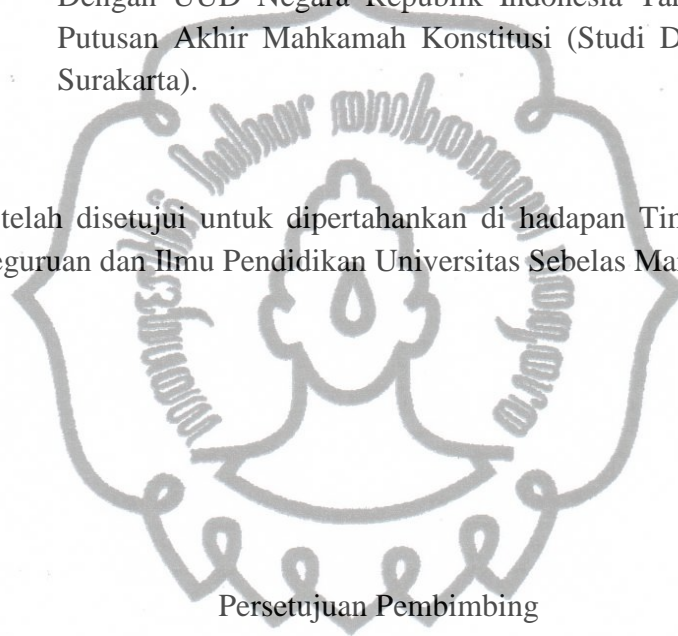 Dengan UUD Negara Republik Indonesia Ta
Putusan Akhir Mahkamah Konstitusi (Studi D
Surakarta).
telah disetujui untuk dipertahankan di hadapan Ti
eguruan dan Ilmu Pendidikan Universitas Sebelas Ma
Persetujuan Pembimbing